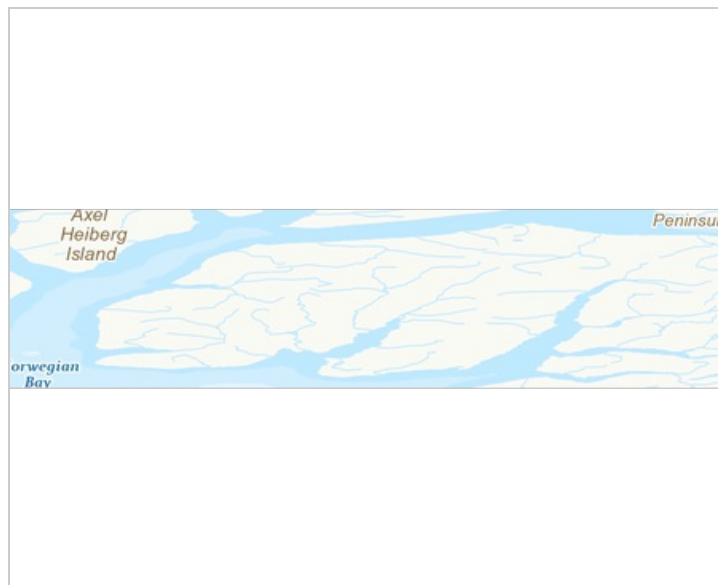 Axel
Heiberg
Island
Peninsu
orwegian
Bay